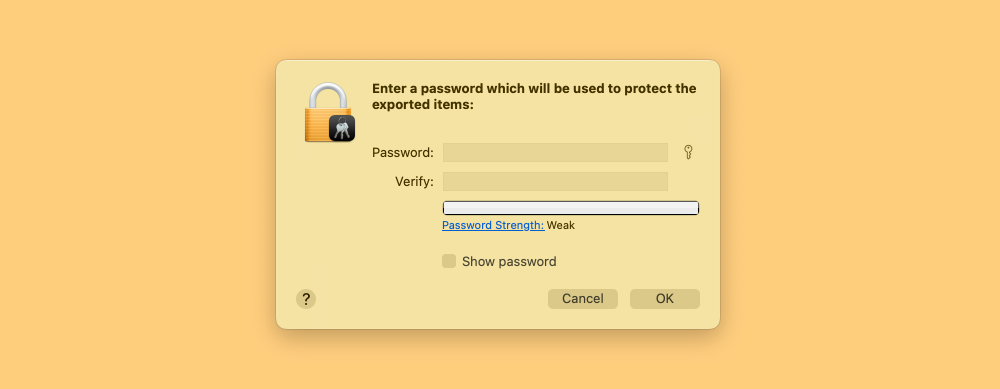 Enter a password which will be used to protect the
exported items:
Password:
Verify:
Password Strength: Weak
Show password
?
Cancel
OK